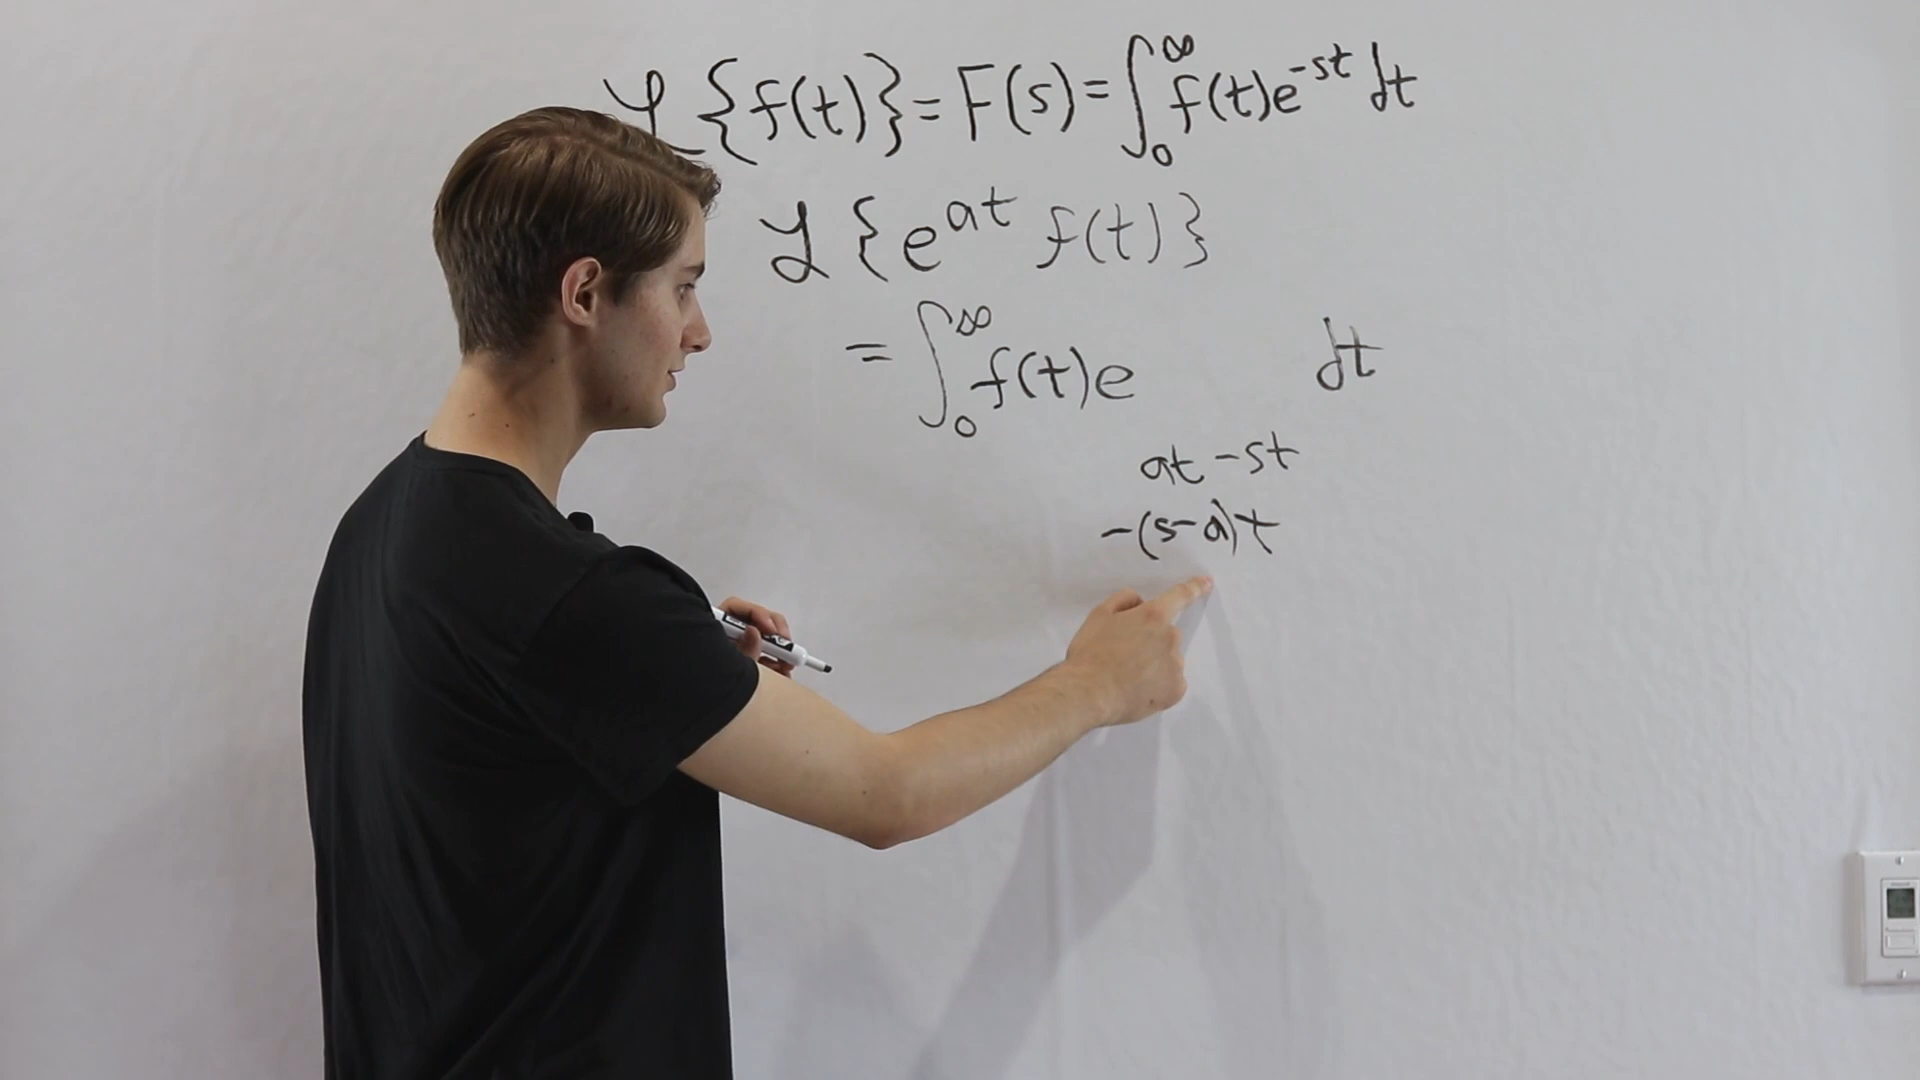 ℒ{f(t)} = F(s) = ∫₀^∞ f(t)e^{-st} dt
ℒ{e^{at} f(t)}
= ∫₀^∞ f(t)e dt
at - st
-(s-a)t